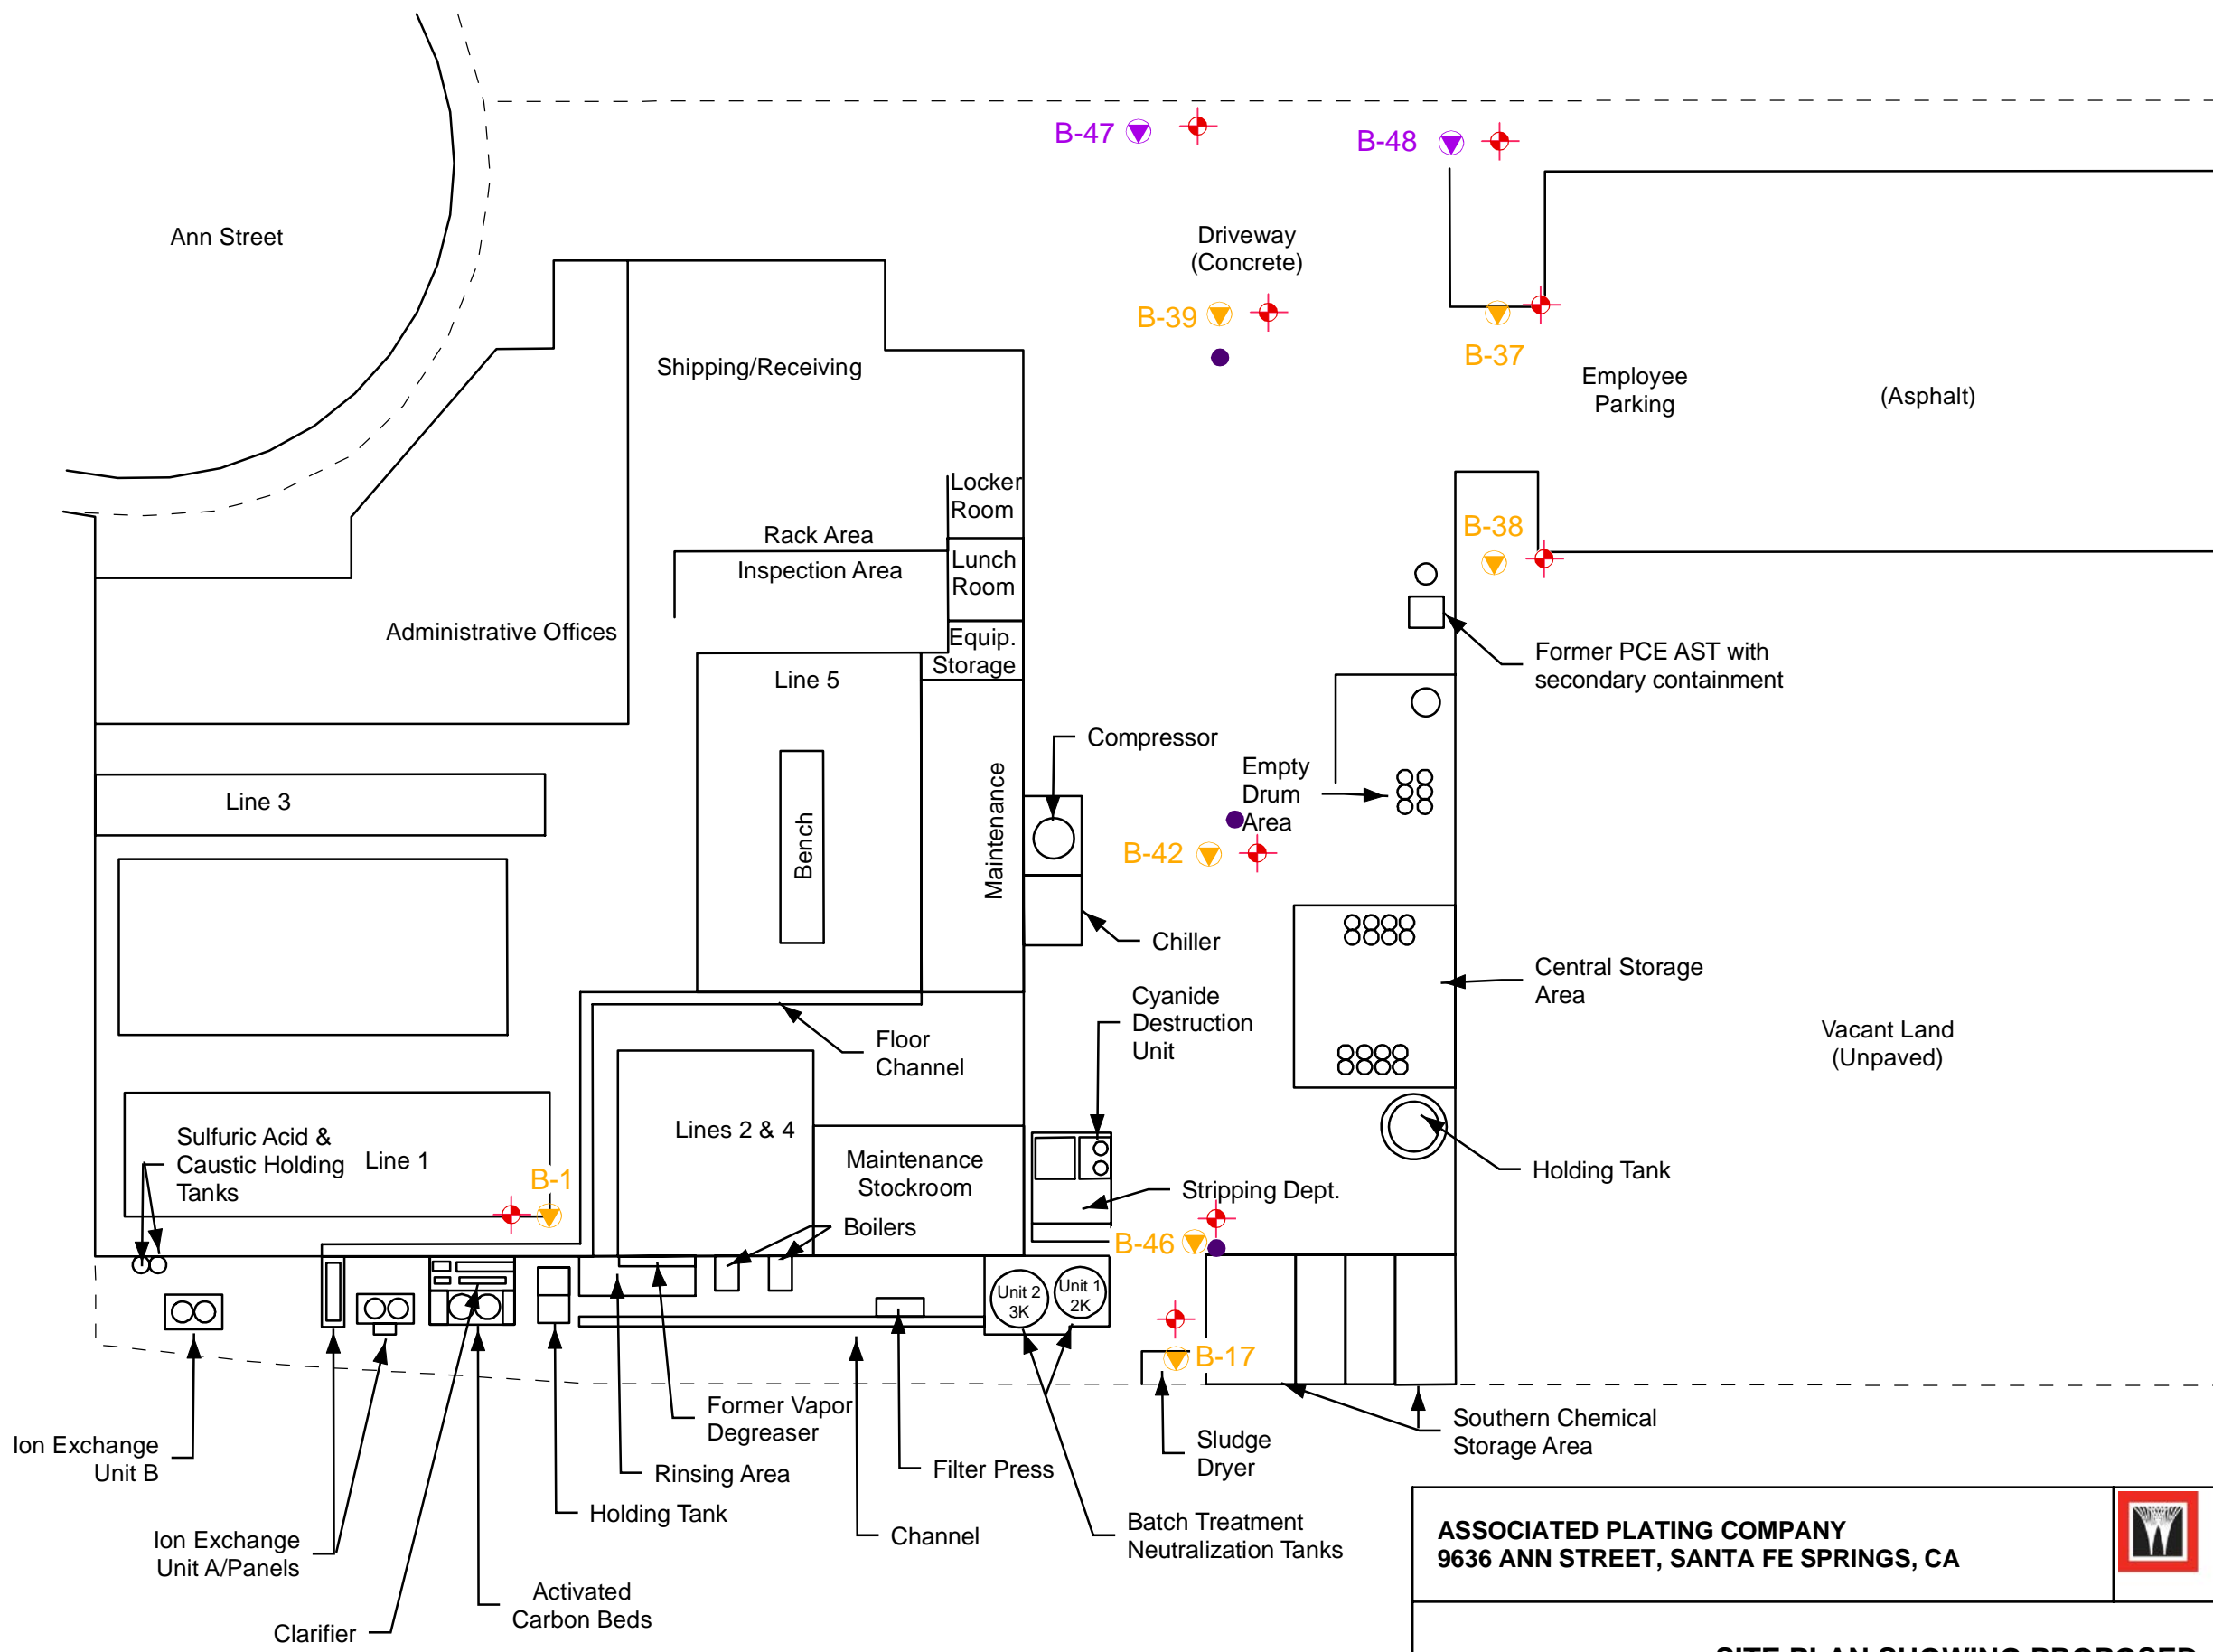 B-47
B-48
Ann Street
Driveway
(Concrete)
B-39
B-37
Shipping/Receiving
Employee
Parking
(Asphalt)
Locker
Room
Rack Area
B-38
Inspection Area
Lunch
Room
Administrative Offices
Equip.
Storage
Former PCE AST with
secondary containment
Line 5
Compressor
Empty
Drum
Area
Line 3
Maintenance
Bench
B-42
Chiller
Central Storage
Area
Cyanide
Destruction
Unit
Floor
Channel
Vacant Land
(Unpaved)
Sulfuric Acid &
Caustic Holding
Tanks
Line 1
Lines 2 & 4
Maintenance
Stockroom
Holding Tank
B-1
Stripping Dept.
Boilers
B-46
Unit 2
3K
Unit 1
2K
B-17
Former Vapor
Degreaser
Southern Chemical
Storage Area
Ion Exchange
Unit B
Rinsing Area
Filter Press
Sludge
Dryer
Holding Tank
Channel
Batch Treatment
Neutralization Tanks
Ion Exchange
Unit A/Panels
Activated
Carbon Beds
Clarifier
ASSOCIATED PLATING COMPANY
9636 ANN STREET, SANTA FE SPRINGS, CA
SITE PLAN SHOWING PROPOSED